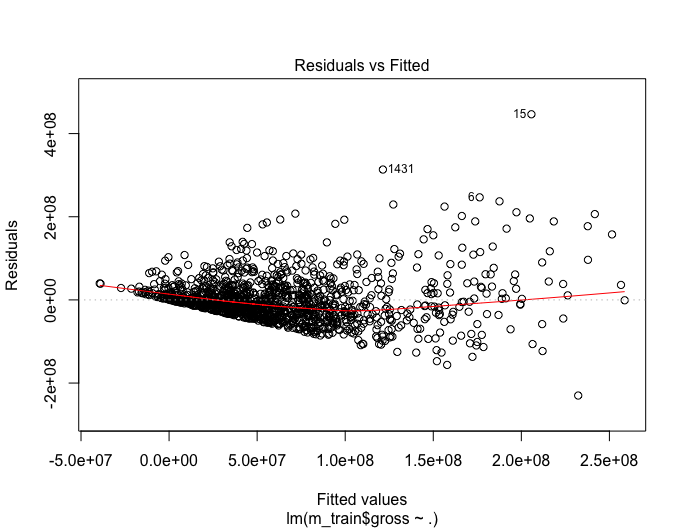 Residuals vs Fitted
Residuals
4e+08
2e+08
0e+00
-2e+08
15
1431
6
-5.0e+07 0.0e+00 5.0e+07 1.0e+08 1.5e+08 2.0e+08 2.5e+08
Fitted values
lm(m_train$gross ~ .)